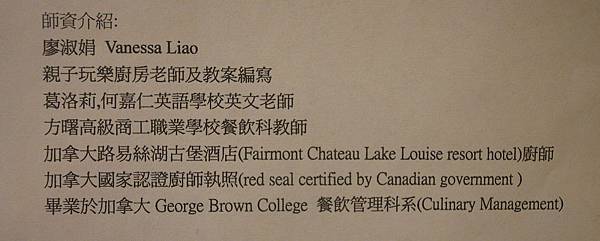 師資介紹:
廖淑娟 Vanessa Liao
親子玩樂廚房老師及教案編寫
葛洛莉,何嘉仁英語學校英文老師
方曙高級商工職業學校餐飲科教師
加拿大路易絲湖古堡酒店(Fairmont Chateau Lake Louise resort hotel)廚師
加拿大國家認證廚師執照(red seal certified by Canadian government )
畢業於加拿大 George Brown College 餐飲管理科系(Culinary Management)